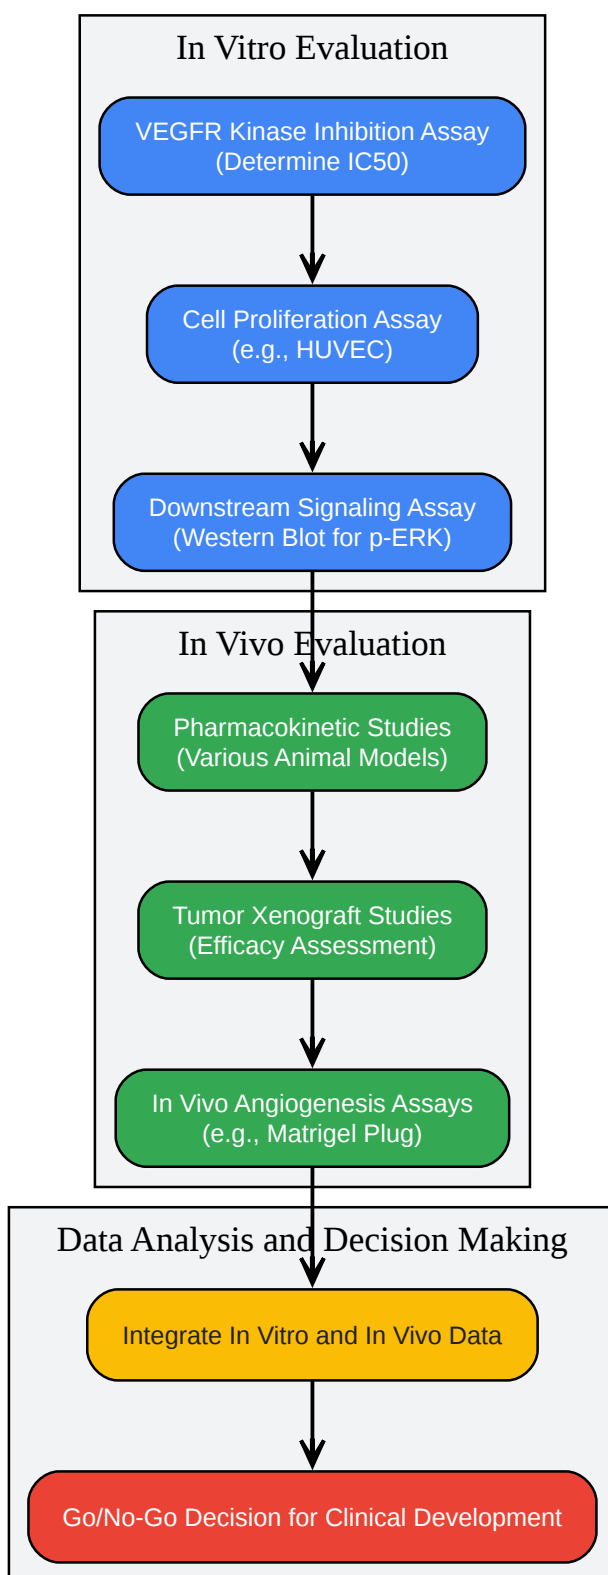 In Vitro Evaluation
VEGFR Kinase Inhibition Assay
(Determine IC50)
Cell Proliferation Assay
(e.g., HUVEC)
Downstream Signaling Assay
(Western Blot for p-ERK)
In Vivo Evaluation
Pharmacokinetic Studies
(Various Animal Models)
Tumor Xenograft Studies
(Efficacy Assessment)
In Vivo Angiogenesis Assays
(e.g., Matrigel Plug)
Data Analysis and Decision Making
Integrate In Vitro and In Vivo Data
Go/No-Go Decision for Clinical Development